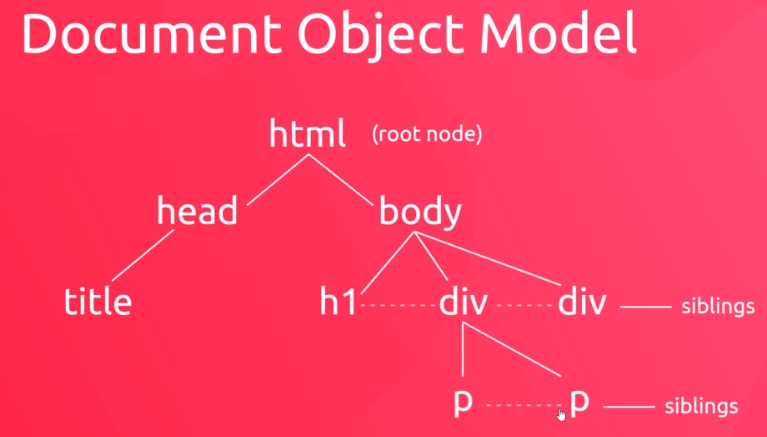 Document Object Model
html (root node)
head body
title h1 div div siblings
p p siblings